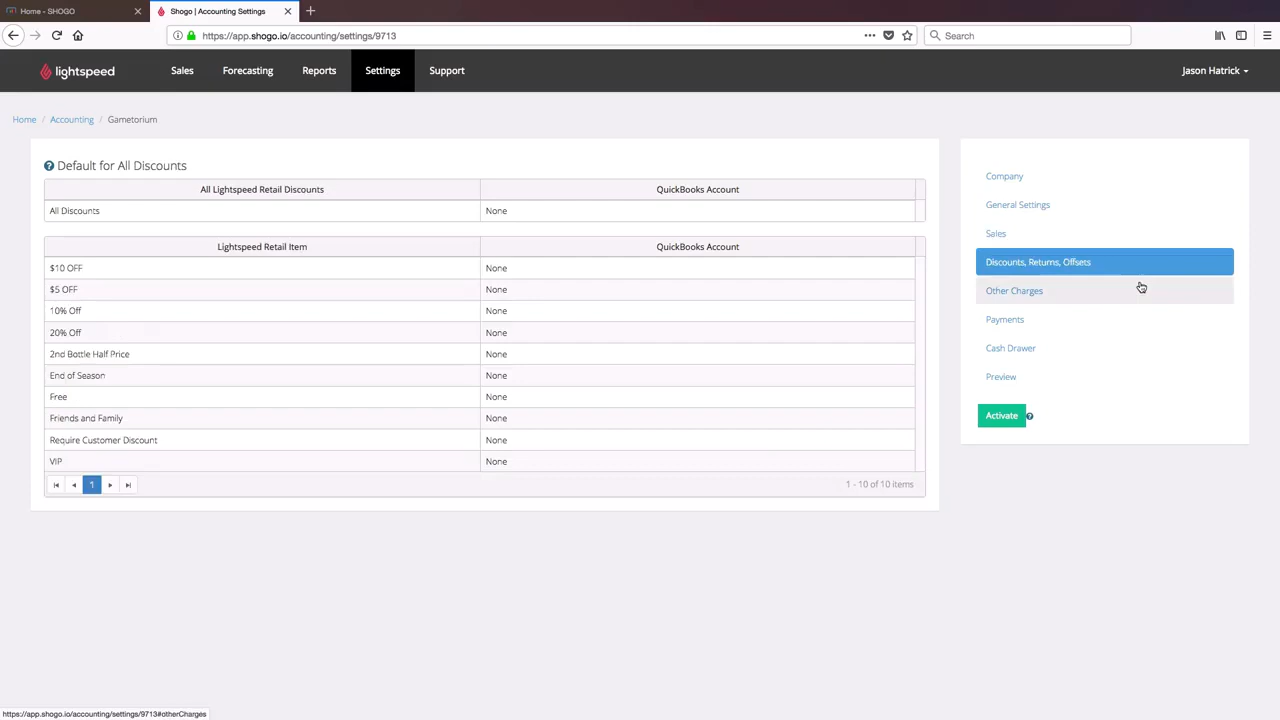 Home - SHOGO
Shogo | Accounting Settings
https://app.shogo.io/accounting/settings/9713
Search
lightspeed
Sales
Forecasting
Reports
Settings
Support
Jason Hatrick
Home / Accounting / Gametorium
Default for All Discounts
All Lightspeed Retail Discounts
QuickBooks Account
All Discounts
None
Lightspeed Retail Item
QuickBooks Account
$10 OFF
None
$5 OFF
None
10% Off
None
20% Off
None
2nd Bottle Half Price
None
End of Season
None
Free
None
Friends and Family
None
Require Customer Discount
None
VIP
None
1
1 - 10 of 10 items
Company
General Settings
Sales
Discounts, Returns, Offsets
Other Charges
Payments
Cash Drawer
Preview
Activate
https://app.shogo.io/accounting/settings/9713#otherCharges